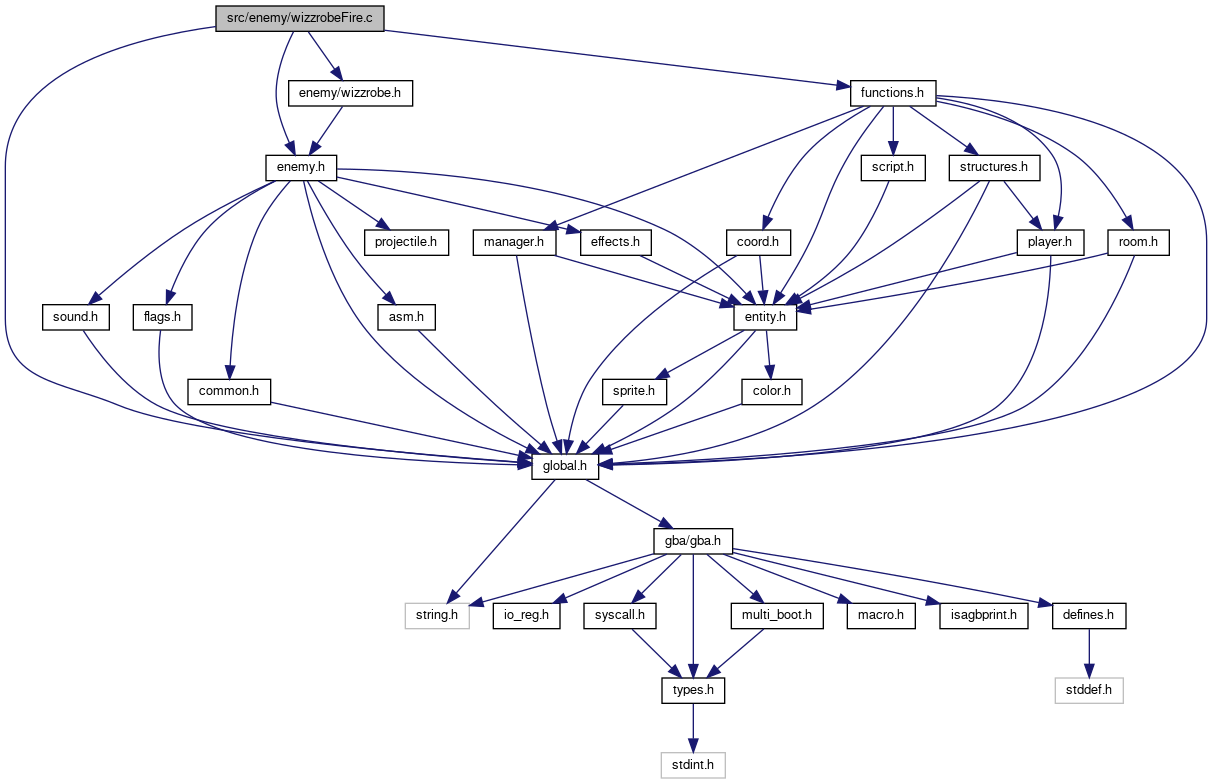 src/enemy/wizzrobeFire.c
enemy/wizzrobe.h
functions.h
enemy.h
script.h
structures.h
projectile.h
manager.h
effects.h
coord.h
player.h
room.h
sound.h
flags.h
asm.h
entity.h
common.h
sprite.h
color.h
global.h
gba/gba.h
string.h
io_reg.h
syscall.h
multi_boot.h
macro.h
isagbprint.h
defines.h
types.h
stddef.h
stdint.h